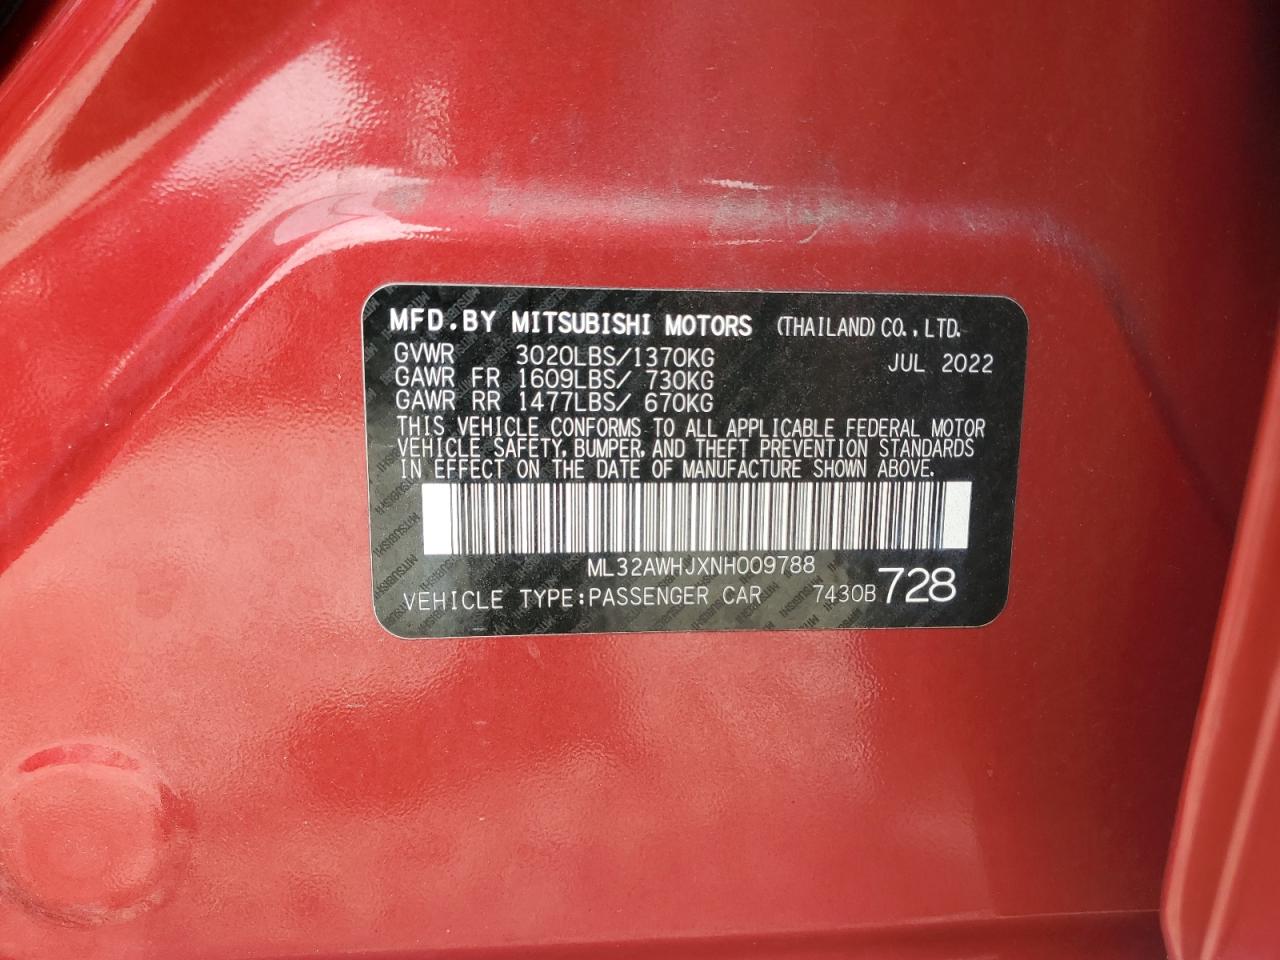 MFD.BY MITSUBISHI MOTORS (THAILAND) CO.,LTD.
GVWR 3020LBS/1370KG JUL 2022
GAWR FR 1609LBS/ 730KG
GAWR RR 1477LBS/ 670KG
THIS VEHICLE CONFORMS TO ALL APPLICABLE FEDERAL MOTOR
VEHICLE SAFETY, BUMPER, AND THEFT PREVENTION STANDARDS
IN EFFECT ON THE DATE OF MANUFACTURE SHOWN ABOVE.
ML32AWHJXNH009788
VEHICLE TYPE:PASSENGER CAR 7430B 728